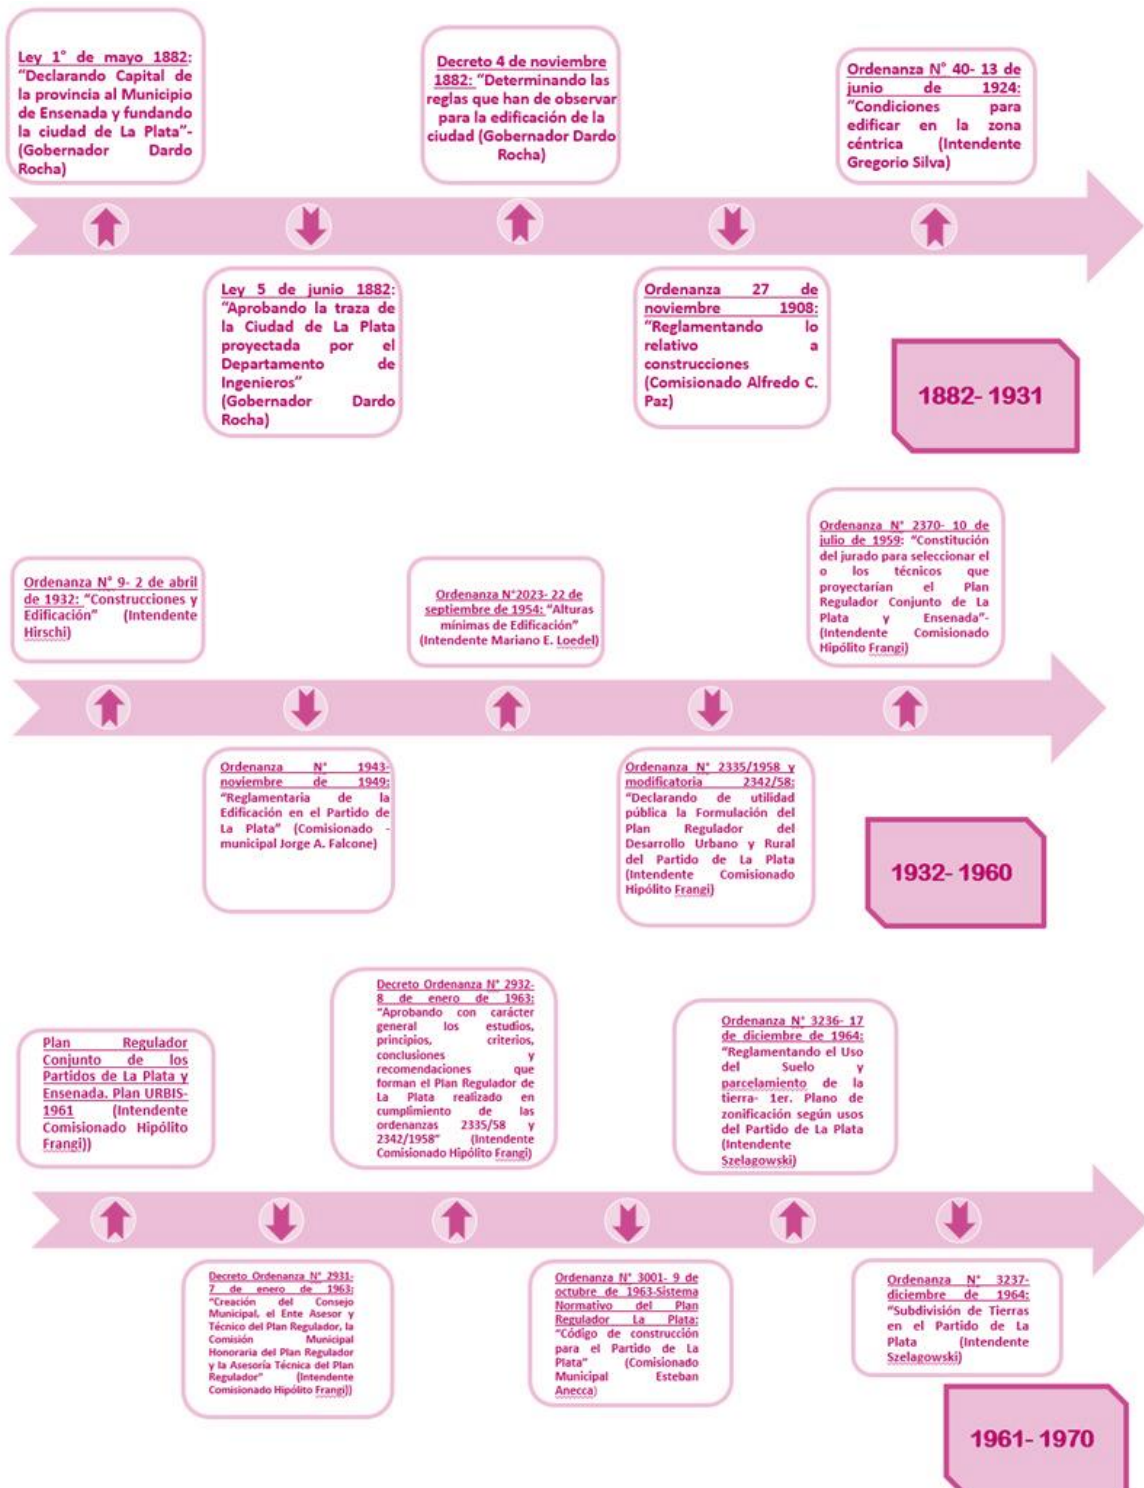 Ley 1° de mayo 1882:
“Declarando Capital de
la provincia al Municipio
de Ensenada y fundando
la ciudad de La Plata”-
(Gobernador Dardo
Rocha)
Ley 5 de junio 1882:
“Aprobando la traza de
la Ciudad de La Plata
proyectada por el
Departamento de
Ingenieros”
(Gobernador Dardo
Rocha)
Decreto 4 de noviembre
1882: “Determinando las
reglas que han de observar
para la edificación de la
ciudad (Gobernador Dardo
Rocha)
Ordenanza 27 de
noviembre 1908:
“Reglamentando lo
relativo a
construcciones
(Comisionado Alfredo C.
Paz)
Ordenanza N° 40- 13 de
junio de 1924:
“Condiciones para
edificar en la zona
céntrica (Intendente
Gregorio Silva)
1882- 1931
Ordenanza N° 9- 2 de abril
de 1932: “Construcciones y
Edificación” (Intendente
Hirschi)
Ordenanza N° 1943-
noviembre de 1949:
“Reglamentaria de la
Edificación en el Partido de
La Plata” (Comisionado -
municipal Jorge A. Falcone)
Ordenanza N°2023- 22 de
septiembre de 1954: “Alturas
mínimas de Edificación”
(Intendente Mariano E. Loedel)
Ordenanza N° 2335/1958 y
modificatoria 2342/58:
“Declarando de utilidad
pública la Formulación del
Plan Regulador del
Desarrollo Urbano y Rural
del Partido de La Plata
(Intendente Comisionado
Hipólito Frangi)
Ordenanza N° 2370- 10 de
julio de 1959: “Constitución
del jurado para seleccionar el
o los técnicos que
proyectarían el Plan
Regulador Conjunto de La
Plata y Ensenada”-
(Intendente Comisionado
Hipólito Frangi)
1932- 1960
Plan Regulador
Conjunto de los
Partidos de La Plata y
Ensenada. Plan URBIS-
1961 (Intendente
Comisionado Hipólito
Frangi))
Decreto Ordenanza N° 2931-
7 de enero de 1963:
“Creación del Consejo
Municipal, el Ente Asesor y
Técnico del Plan Regulador, la
Comisión Municipal
Honoraria del Plan Regulador
y la Asesoría Técnica del Plan
Regulador” (Intendente
Comisionado Hipólito Frangi))
Decreto Ordenanza N° 2932-
8 de enero de 1963:
“Aprobando con carácter
general los estudios,
principios, criterios,
conclusiones y
recomendaciones que
forman el Plan Regulador de
La Plata realizado en
cumplimiento de las
ordenanzas 2335/58 y
2342/1958” (Intendente
Comisionado Hipólito Frangi)
Ordenanza N° 3001- 9 de
octubre de 1963-Sistema
Normativo del Plan
Regulador La Plata:
“Código de construcción
para el Partido de La
Plata” (Comisionado
Municipal Esteban
Anecca)
Ordenanza N° 3236- 17
de diciembre de 1964:
“Reglamentando el Uso
del Suelo y
parcelamiento de la
tierra- 1er. Plano de
zonificación según usos
del Partido de La Plata
(Intendente
Szelagowski)
Ordenanza N° 3237-
diciembre de 1964:
“Subdivisión de Tierras
en el Partido de La
Plata (Intendente
Szelagowski)
1961- 1970